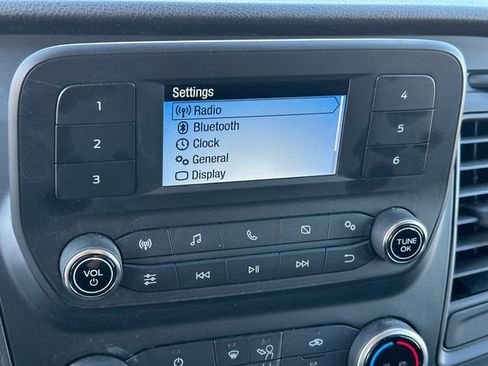 Settings
Radio
Bluetooth
Clock
General
Display
1
2
3
4
5
6
VOL
TUNE
OK